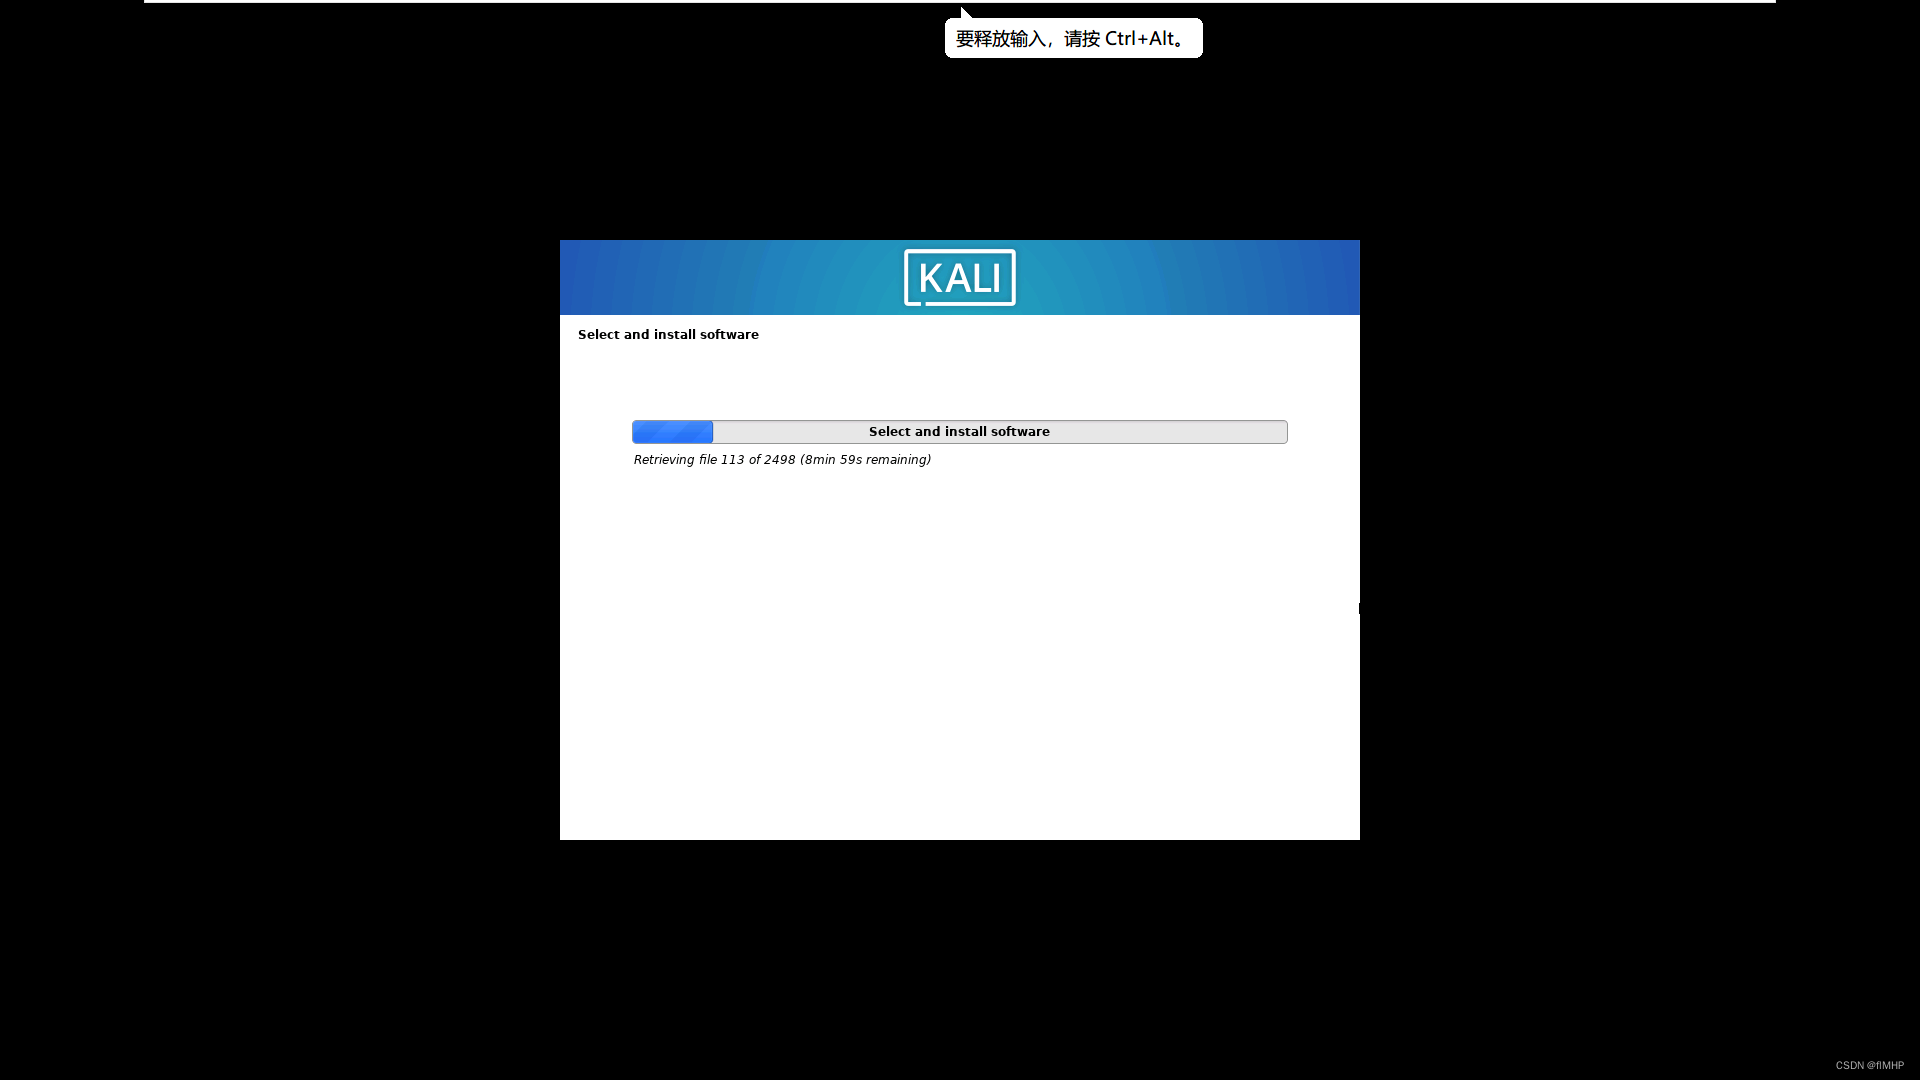 要释放输入，请按 Ctrl+Alt。
KALI
Select and install software
Select and install software
Retrieving file 113 of 2498 (8min 59s remaining)
CSDN @flMHP